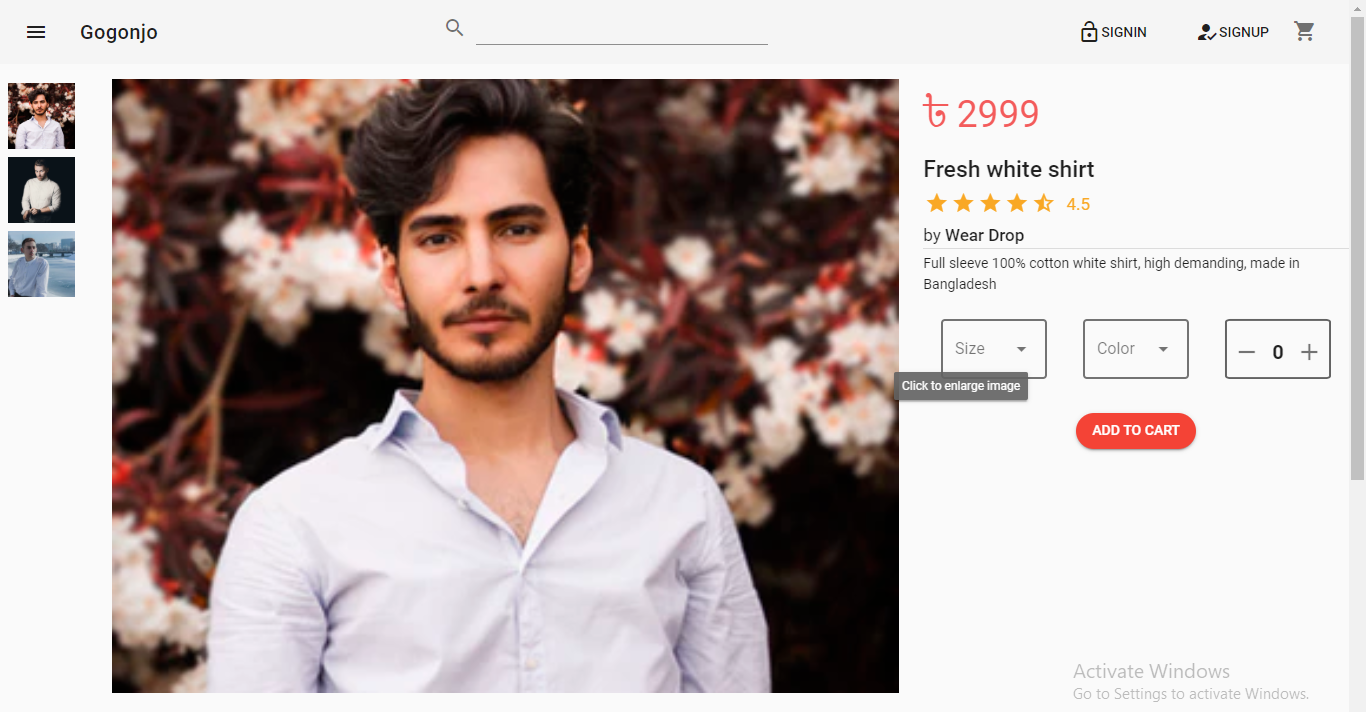 Gogonjo
SIGNIN
SIGNUP
৳ 2999
Fresh white shirt
4.5
by Wear Drop
Full sleeve 100% cotton white shirt, high demanding, made in
Bangladesh
Size
Color
0
Click to enlarge image
ADD TO CART
Activate Windows
Go to Settings to activate Windows.